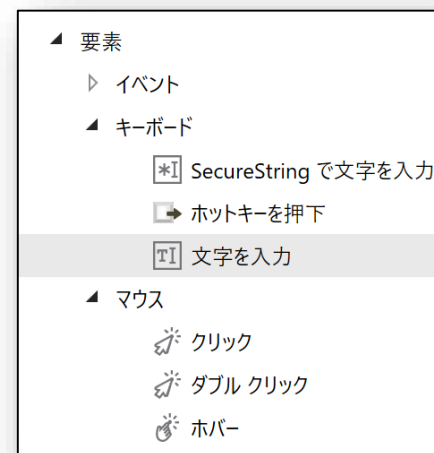 要素
イベント
キーボード
SecureString で文字を入力
ホットキーを押下
文字を入力
マウス
クリック
ダブル クリック
ホバー